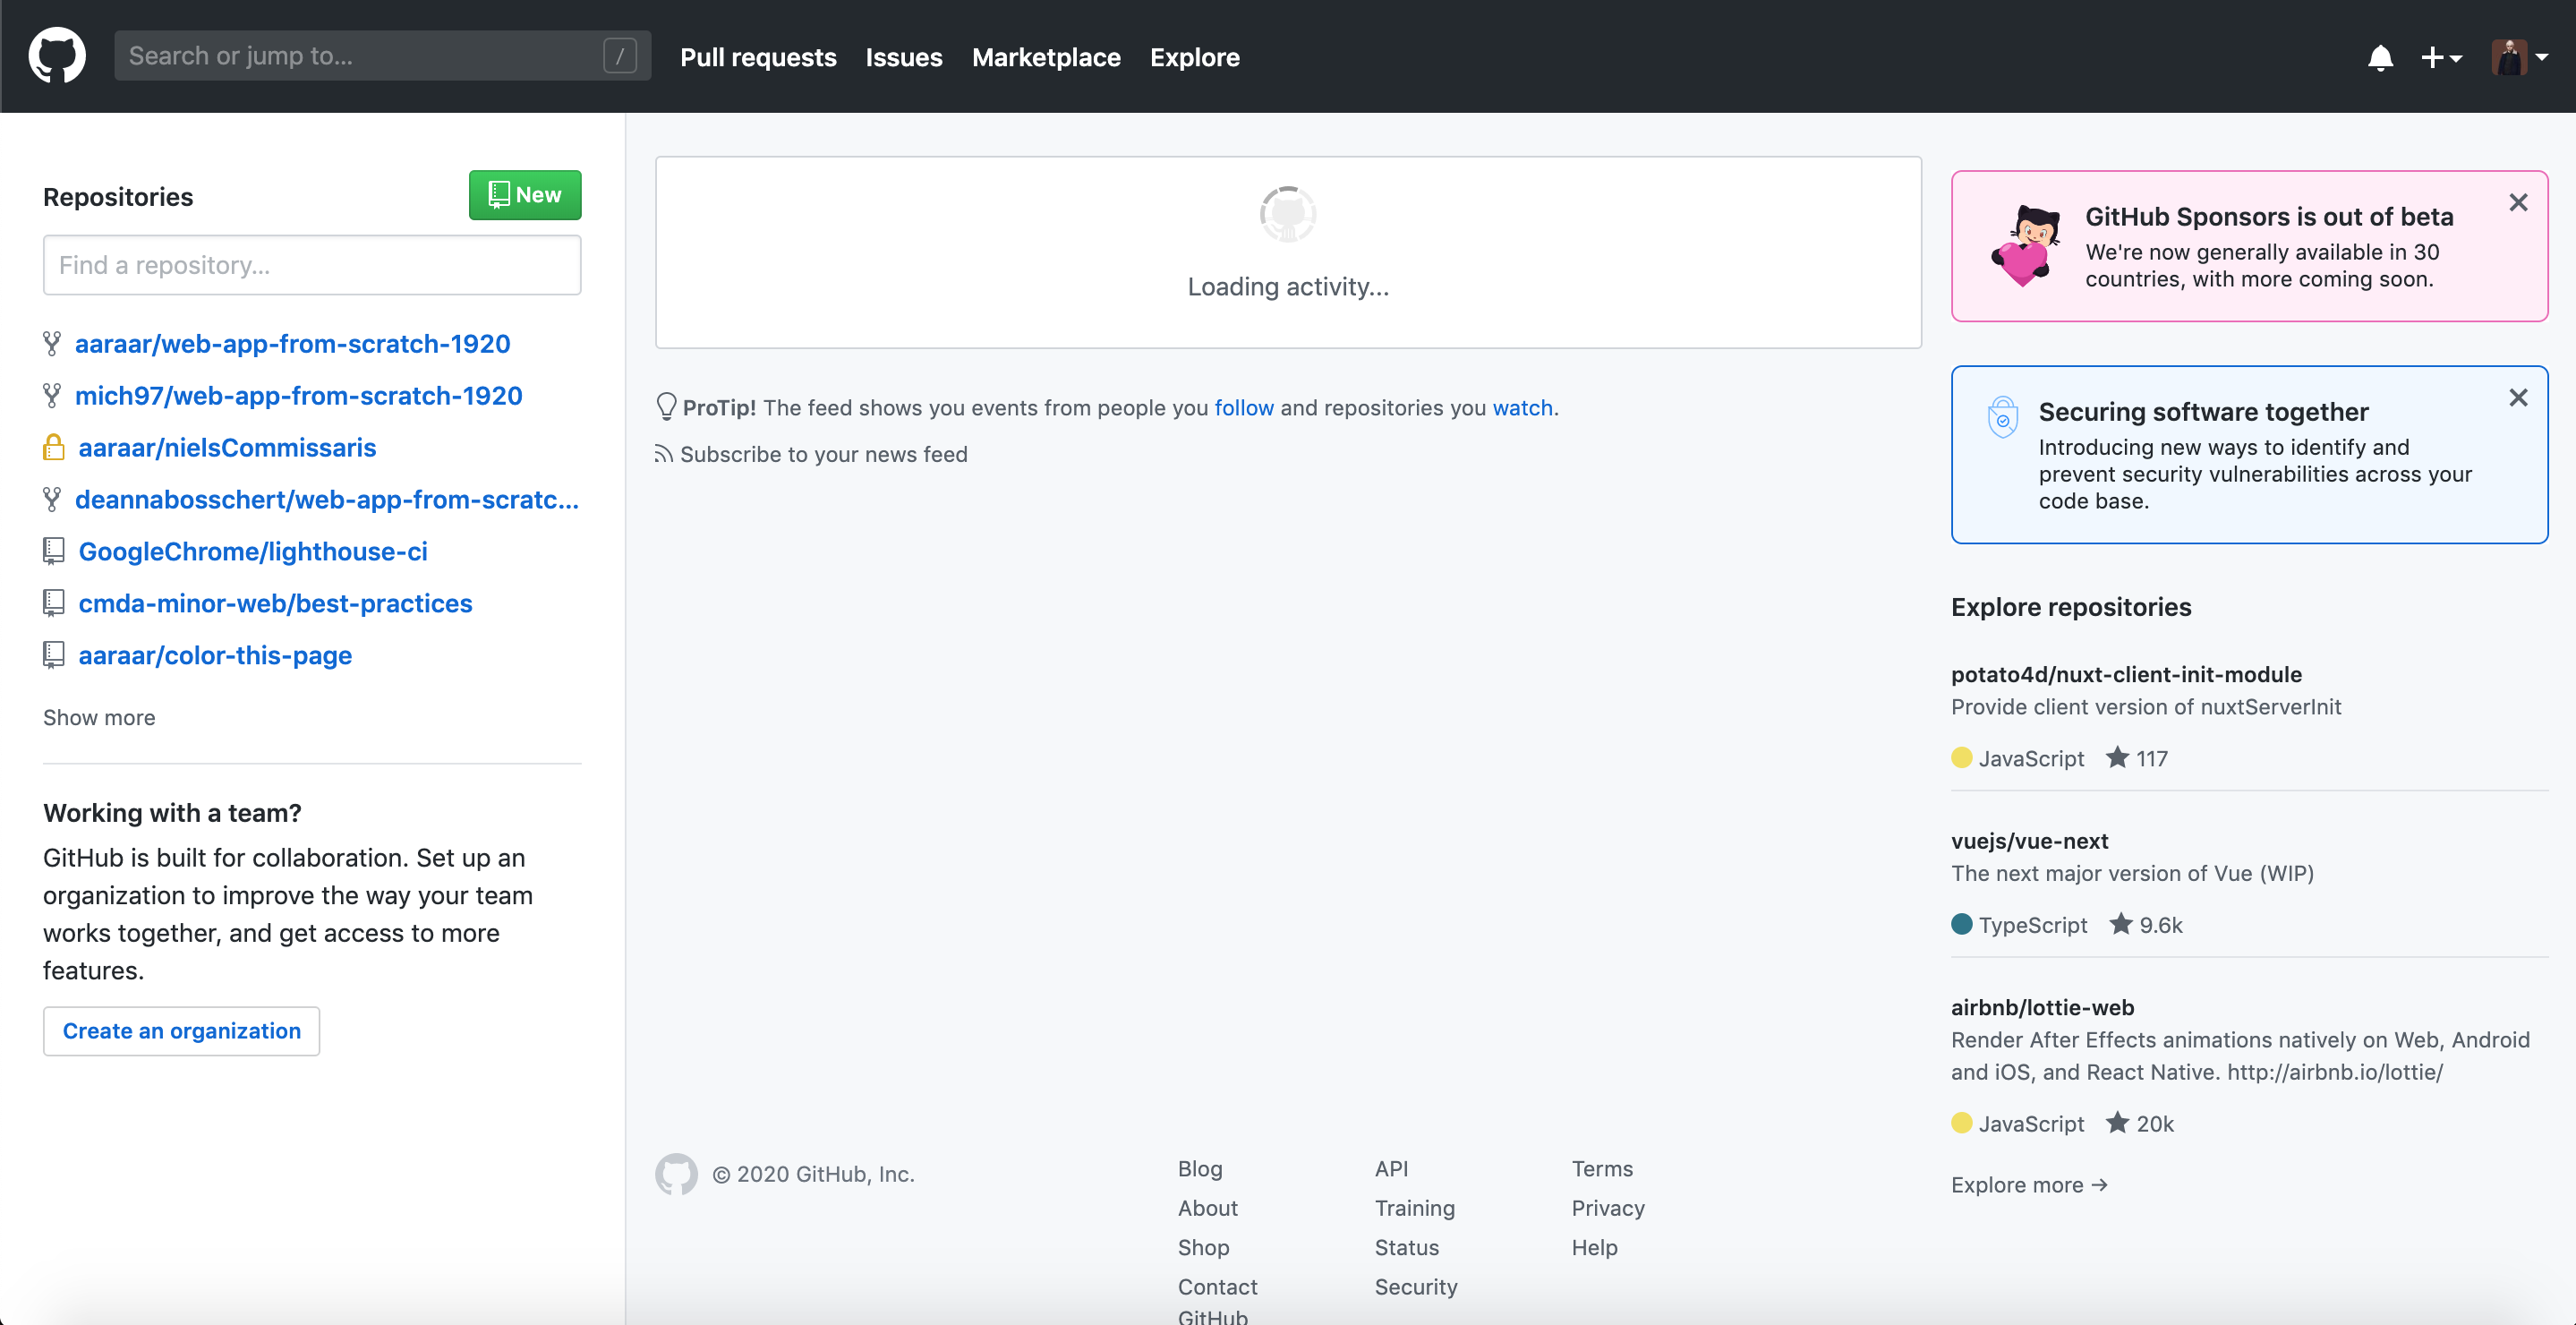 Search or jump to...
/
Pull requests
Issues
Marketplace
Explore
Repositories
New
Find a repository...
aaraar/web-app-from-scratch-1920
mich97/web-app-from-scratch-1920
aaraar/nielsCommissaris
deannabosschert/web-app-from-scratc...
GoogleChrome/lighthouse-ci
cmda-minor-web/best-practices
aaraar/color-this-page
Show more
Working with a team?
GitHub is built for collaboration. Set up an
organization to improve the way your team
works together, and get access to more
features.
Create an organization
Loading activity...
ProTip! The feed shows you events from people you follow and repositories you watch.
Subscribe to your news feed
GitHub Sponsors is out of beta
We're now generally available in 30
countries, with more coming soon.
Securing software together
Introducing new ways to identify and
prevent security vulnerabilities across your
code base.
Explore repositories
potato4d/nuxt-client-init-module
Provide client version of nuxtServerInit
JavaScript 117
vuejs/vue-next
The next major version of Vue (WIP)
TypeScript 9.6k
airbnb/lottie-web
Render After Effects animations natively on Web, Android
and iOS, and React Native. http://airbnb.io/lottie/
JavaScript 20k
Explore more →
© 2020 GitHub, Inc.
Blog
About
Shop
Contact
GitHub
API
Training
Status
Security
Terms
Privacy
Help